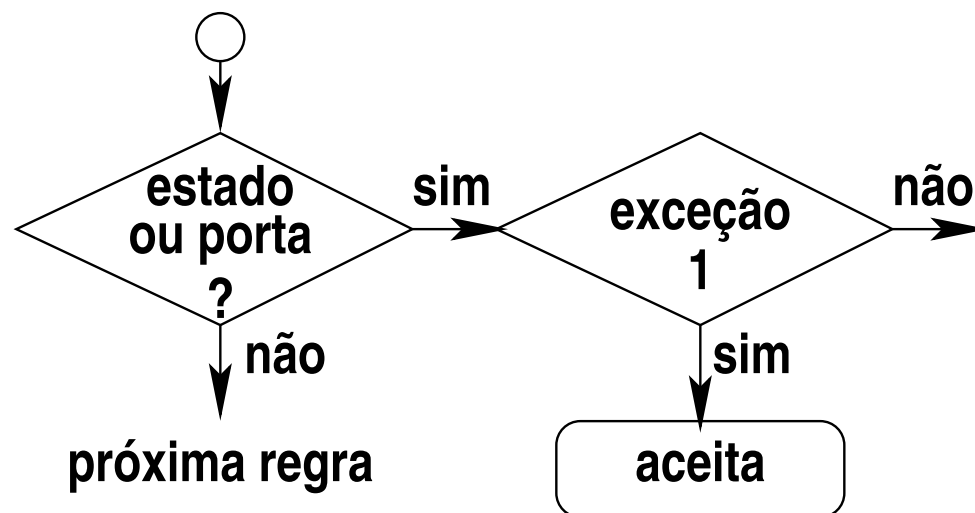 estado
ou porta
?
sim
exceção
1
não
não
sim
próxima regra
aceita